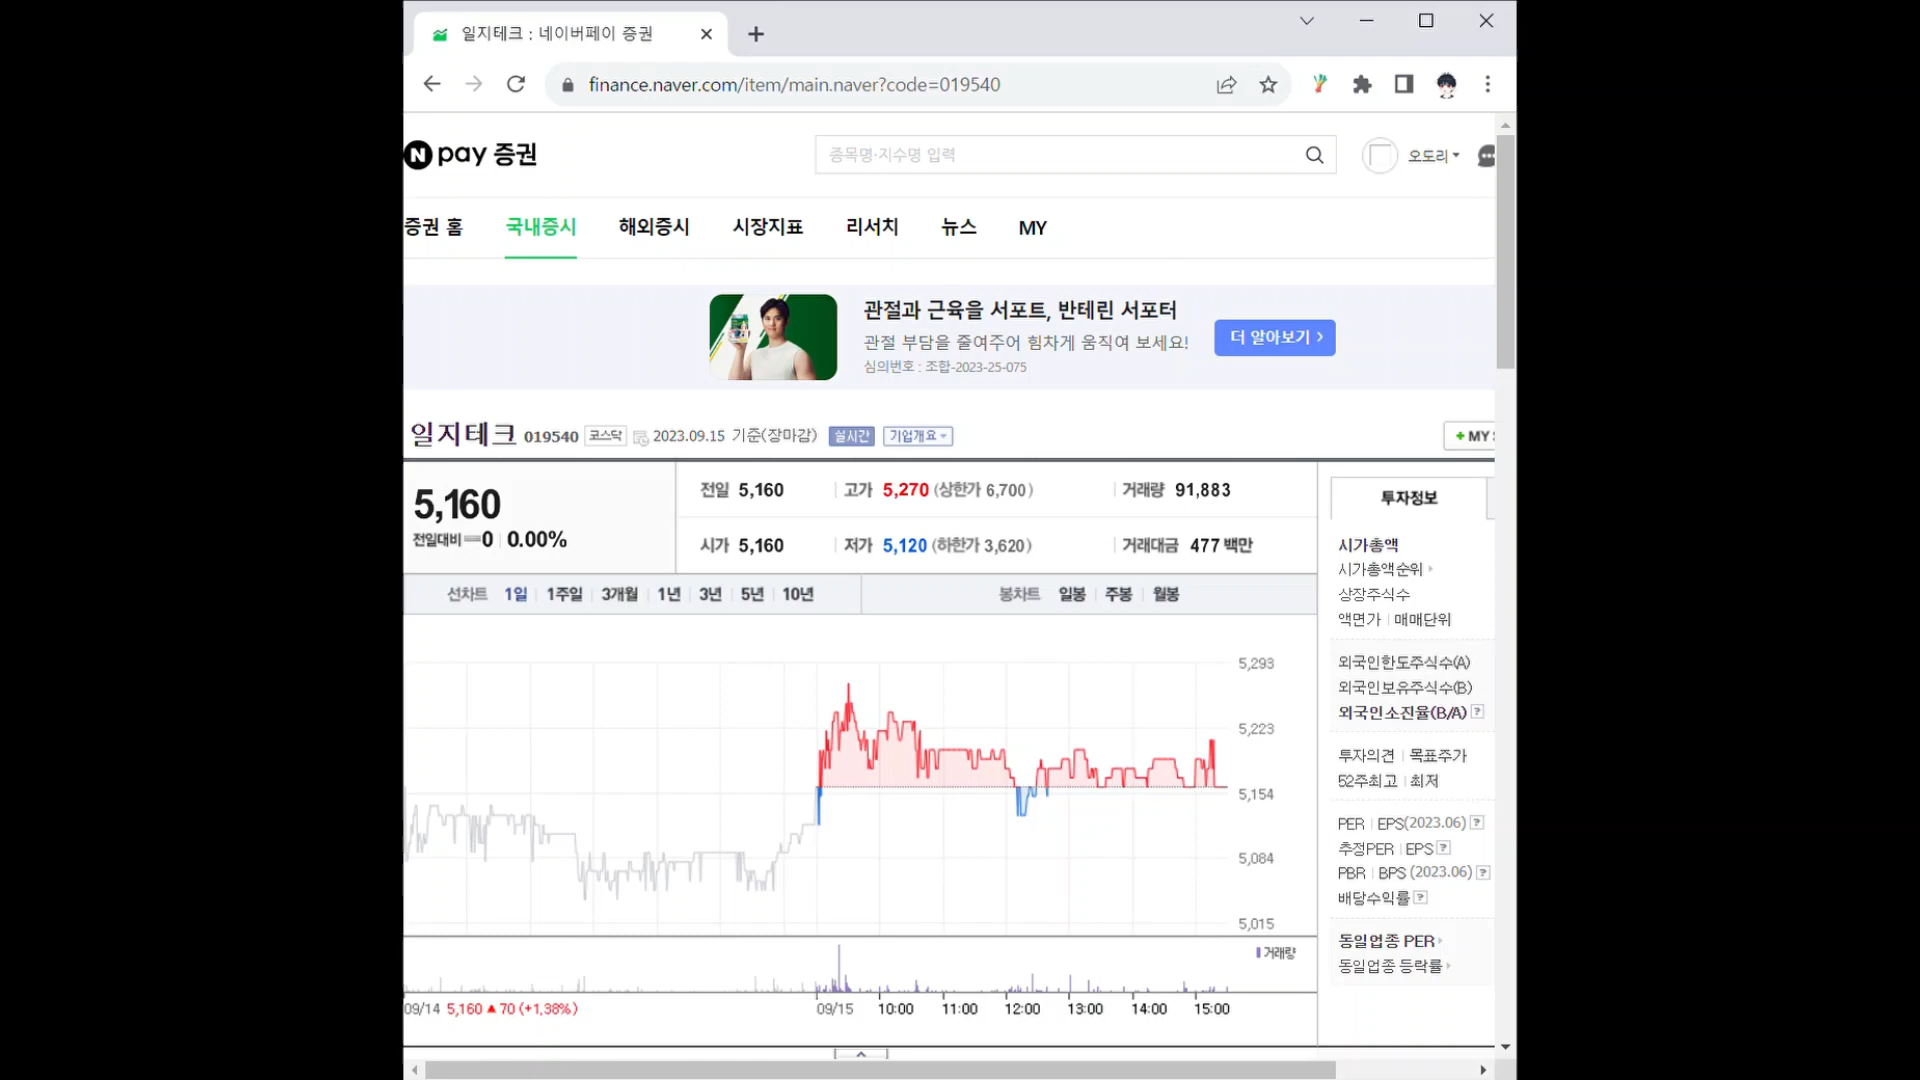 일지테크 : 네이버페이 증권
finance.naver.com/item/main.naver?code=019540
N pay 증권
종목명·지수명 입력
오도리
증권 홈 국내증시 해외증시 시장지표 리서치 뉴스 MY
관절과 근육을 서포트, 반테린 서포터
관절 부담을 줄여주어 힘차게 움직여 보세요!
심의번호 : 조합-2023-25-075
더 알아보기 >
일지테크 019540 코스닥 2023.09.15 기준(장마감) 실시간 기업개요
+ MY
5,160
전일대비 0 0.00%
전일 5,160 고가 5,270 (상한가 6,700) 거래량 91,883
시가 5,160 저가 5,120 (하한가 3,620) 거래대금 477 백만
선차트 1일 1주일 3개월 1년 3년 5년 10년 봉차트 일봉 주봉 월봉
5,293
5,223
5,154
5,084
5,015
거래량
09/14 5,160 ▲ 70 (+1,38%)
09/15 10:00 11:00 12:00 13:00 14:00 15:00
투자정보
시가총액
시가총액순위
상장주식수
액면가 매매단위
외국인한도주식수(A)
외국인보유주식수(B)
외국인소진율(B/A) ?
투자의견 목표주가
52주최고 최저
PER EPS(2023.06) ?
추정PER EPS ?
PBR BPS (2023.06) ?
배당수익률 ?
동일업종 PER
동일업종 등락률